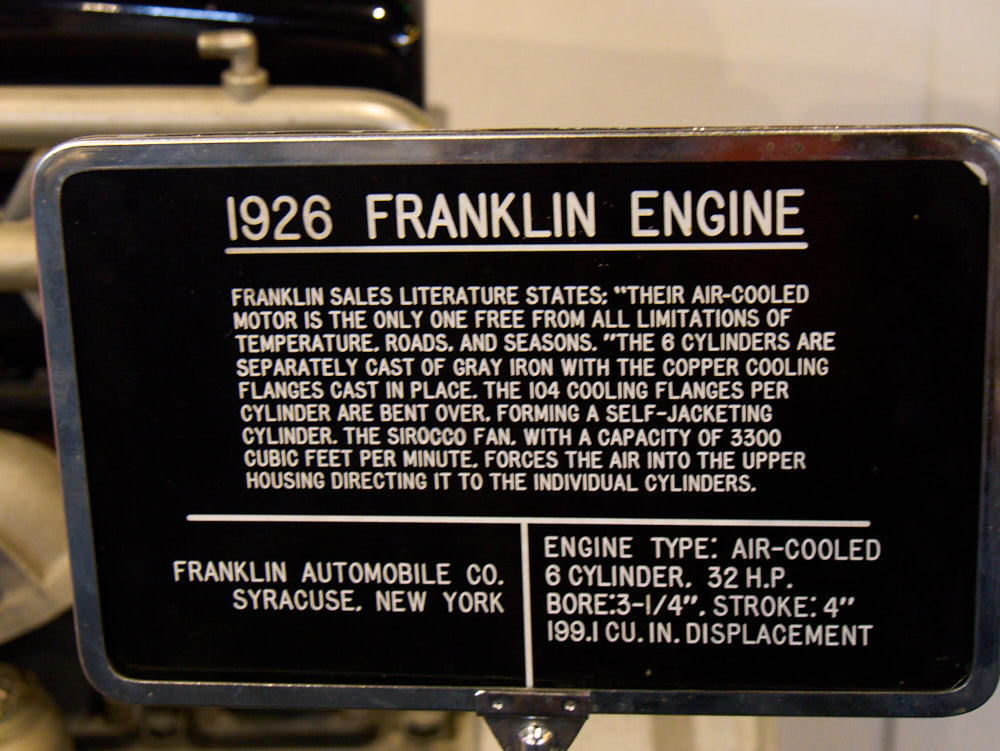 1926 FRANKLIN ENGINE
FRANKLIN SALES LITERATURE STATES: "THEIR AIR-COOLED
MOTOR IS THE ONLY ONE FREE FROM ALL LIMITATIONS OF
TEMPERATURE, ROADS, AND SEASONS. "THE 6 CYLINDERS ARE
SEPARATELY CAST OF GRAY IRON WITH THE COPPER COOLING
FLANGES CAST IN PLACE. THE 104 COOLING FLANGES PER
CYLINDER ARE BENT OVER, FORMING A SELF-JACKETING
CYLINDER. THE SIROCCO FAN, WITH A CAPACITY OF 3300
CUBIC FEET PER MINUTE, FORCES THE AIR INTO THE UPPER
HOUSING DIRECTING IT TO THE INDIVIDUAL CYLINDERS.
FRANKLIN AUTOMOBILE CO.
SYRACUSE, NEW YORK
ENGINE TYPE: AIR-COOLED
6 CYLINDER, 32 H.P.
BORE:3-1/4", STROKE: 4"
199.1 CU. IN. DISPLACEMENT